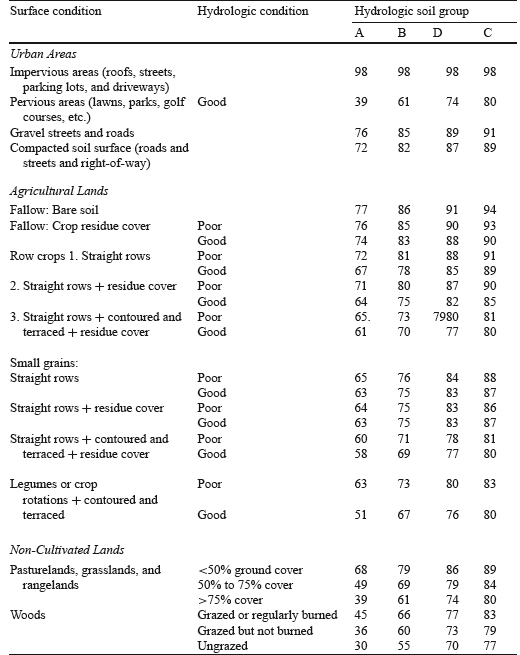 Surface condition Hydrologic condition Hydrologic soil group
A B D C
Urban Areas
Impervious areas (roofs, streets, 98 98 98 98
parking lots, and driveways)
Pervious areas (lawns, parks, golf Good 39 61 74 80
courses, etc.)
Gravel streets and roads 76 85 89 91
Compacted soil surface (roads and 72 82 87 89
streets and right-of-way)
Agricultural Lands
Fallow: Bare soil 77 86 91 94
Fallow: Crop residue cover Poor 76 85 90 93
Good 74 83 88 90
Row crops 1. Straight rows Poor 72 81 88 91
Good 67 78 85 89
2. Straight rows + residue cover Poor 71 80 87 90
Good 64 75 82 85
3. Straight rows + contoured and Poor 65. 73 7980 81
terraced + residue cover Good 61 70 77 80
Small grains:
Straight rows Poor 65 76 84 88
Good 63 75 83 87
Straight rows + residue cover Poor 64 75 83 86
Good 63 75 83 87
Straight rows + contoured and Poor 60 71 78 81
terraced + residue cover Good 58 69 77 80
Legumes or crop Poor 63 73 80 83
rotations + contoured and
terraced Good 51 67 76 80
Non-Cultivated Lands
Pasturelands, grasslands, and <50% ground cover 68 79 86 89
rangelands 50% to 75% cover 49 69 79 84
>75% cover 39 61 74 80
Woods Grazed or regularly burned 45 66 77 83
Grazed but not burned 36 60 73 79
Ungrazed 30 55 70 77